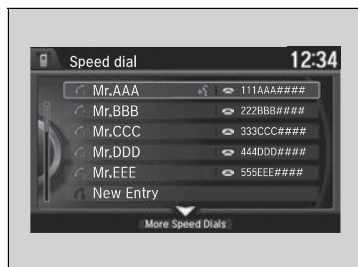 Speed dial 12:34
Mr.AAA 111AAA####
Mr.BBB 222BBB####
Mr.CCC 333CCC####
Mr.DDD 444DDD####
Mr.EEE 555EEE####
New Entry
More Speed Dials